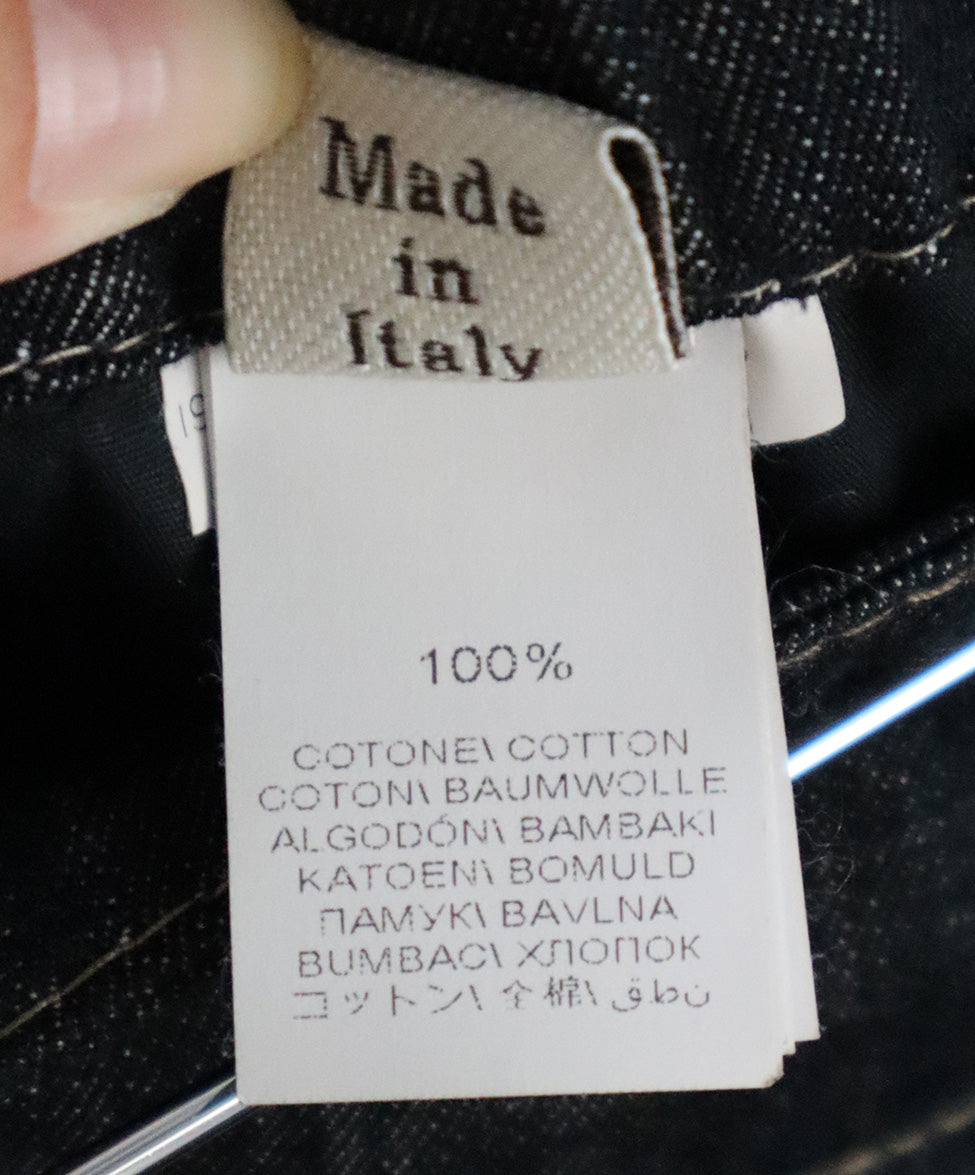 Made
in
Italy
100%
COTONE\ COTTON
COTON\ BAUMWOLLE
ALGODÓN\ BAMBAKI
KATOEN\ BOMULD
ПАМУК\ BAVLNA
BUMBAC\ ХЛОПОК
コットン\ 全棉\ نطق